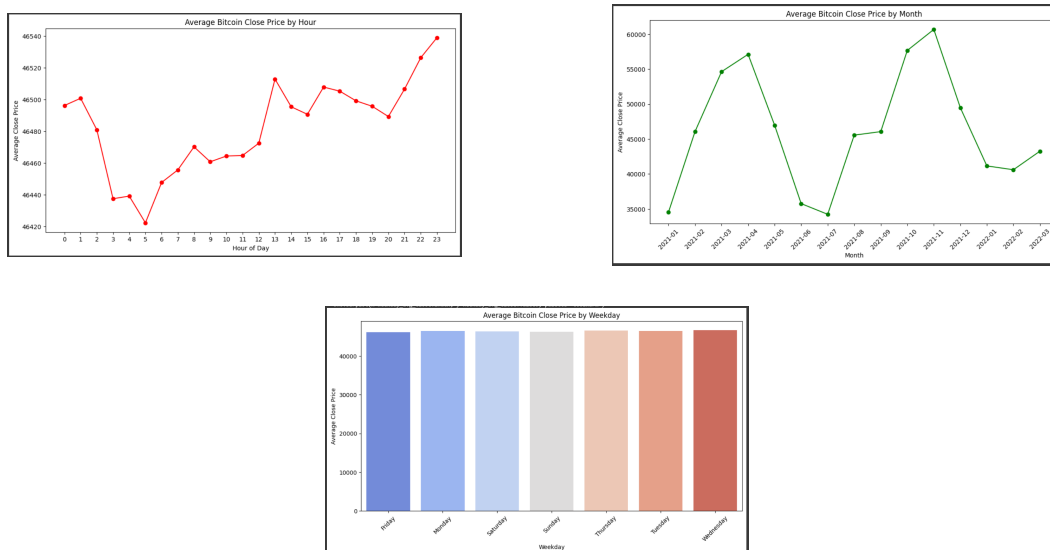 Average Bitcoin Close Price by Hour
Average Close Price
46540
46520
46500
46480
46460
46440
46420
0 1 2 3 4 5 6 7 8 9 10 11 12 13 14 15 16 17 18 19 20 21 22 23
Hour of Day
Average Bitcoin Close Price by Month
Average Close Price
60000
55000
50000
45000
40000
35000
2021-01 2021-02 2021-03 2021-04 2021-05 2021-06 2021-07 2021-08 2021-09 2021-10 2021-11 2021-12 2022-01 2022-02 2022-03
Month
Average Bitcoin Close Price by Weekday
Average Close Price
40000
30000
20000
10000
0
Friday Monday Saturday Sunday Thursday Tuesday Wednesday
Weekday